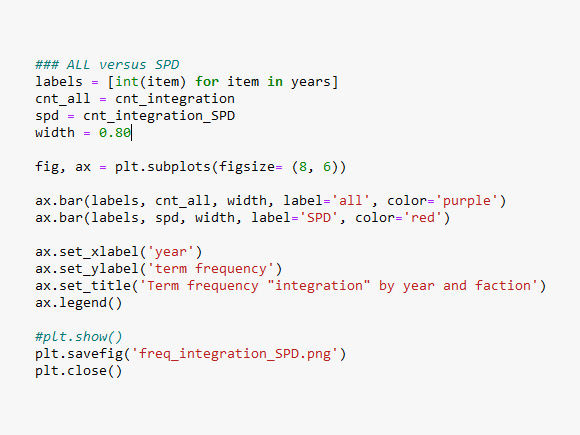 ### ALL versus SPD
labels = [int(item) for item in years]
cnt_all = cnt_integration
spd = cnt_integration_SPD
width = 0.80
fig, ax = plt.subplots(figsize= (8, 6))
ax.bar(labels, cnt_all, width, label='all', color='purple')
ax.bar(labels, spd, width, label='SPD', color='red')
ax.set_xlabel('year')
ax.set_ylabel('term frequency')
ax.set_title('Term frequency "integration" by year and faction')
ax.legend()
#plt.show()
plt.savefig('freq_integration_SPD.png')
plt.close()